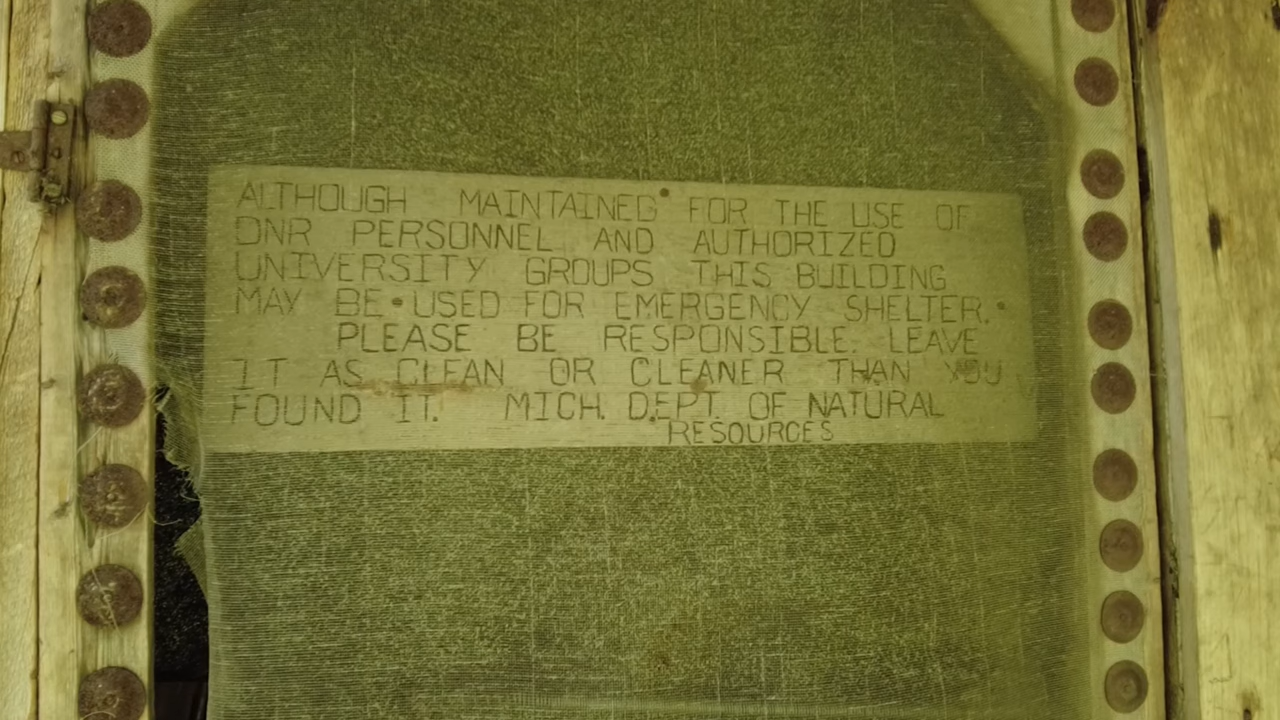 ALTHOUGH MAINTAINED FOR THE USE OF
DNR PERSONNEL AND AUTHORIZED
UNIVERSITY GROUPS THIS BUILDING
MAY BE USED FOR EMERGENCY SHELTER.
PLEASE BE RESPONSIBLE. LEAVE
IT AS CLEAN OR CLEANER THAN YOU
FOUND IT. MICH. DEPT. OF NATURAL
RESOURCES